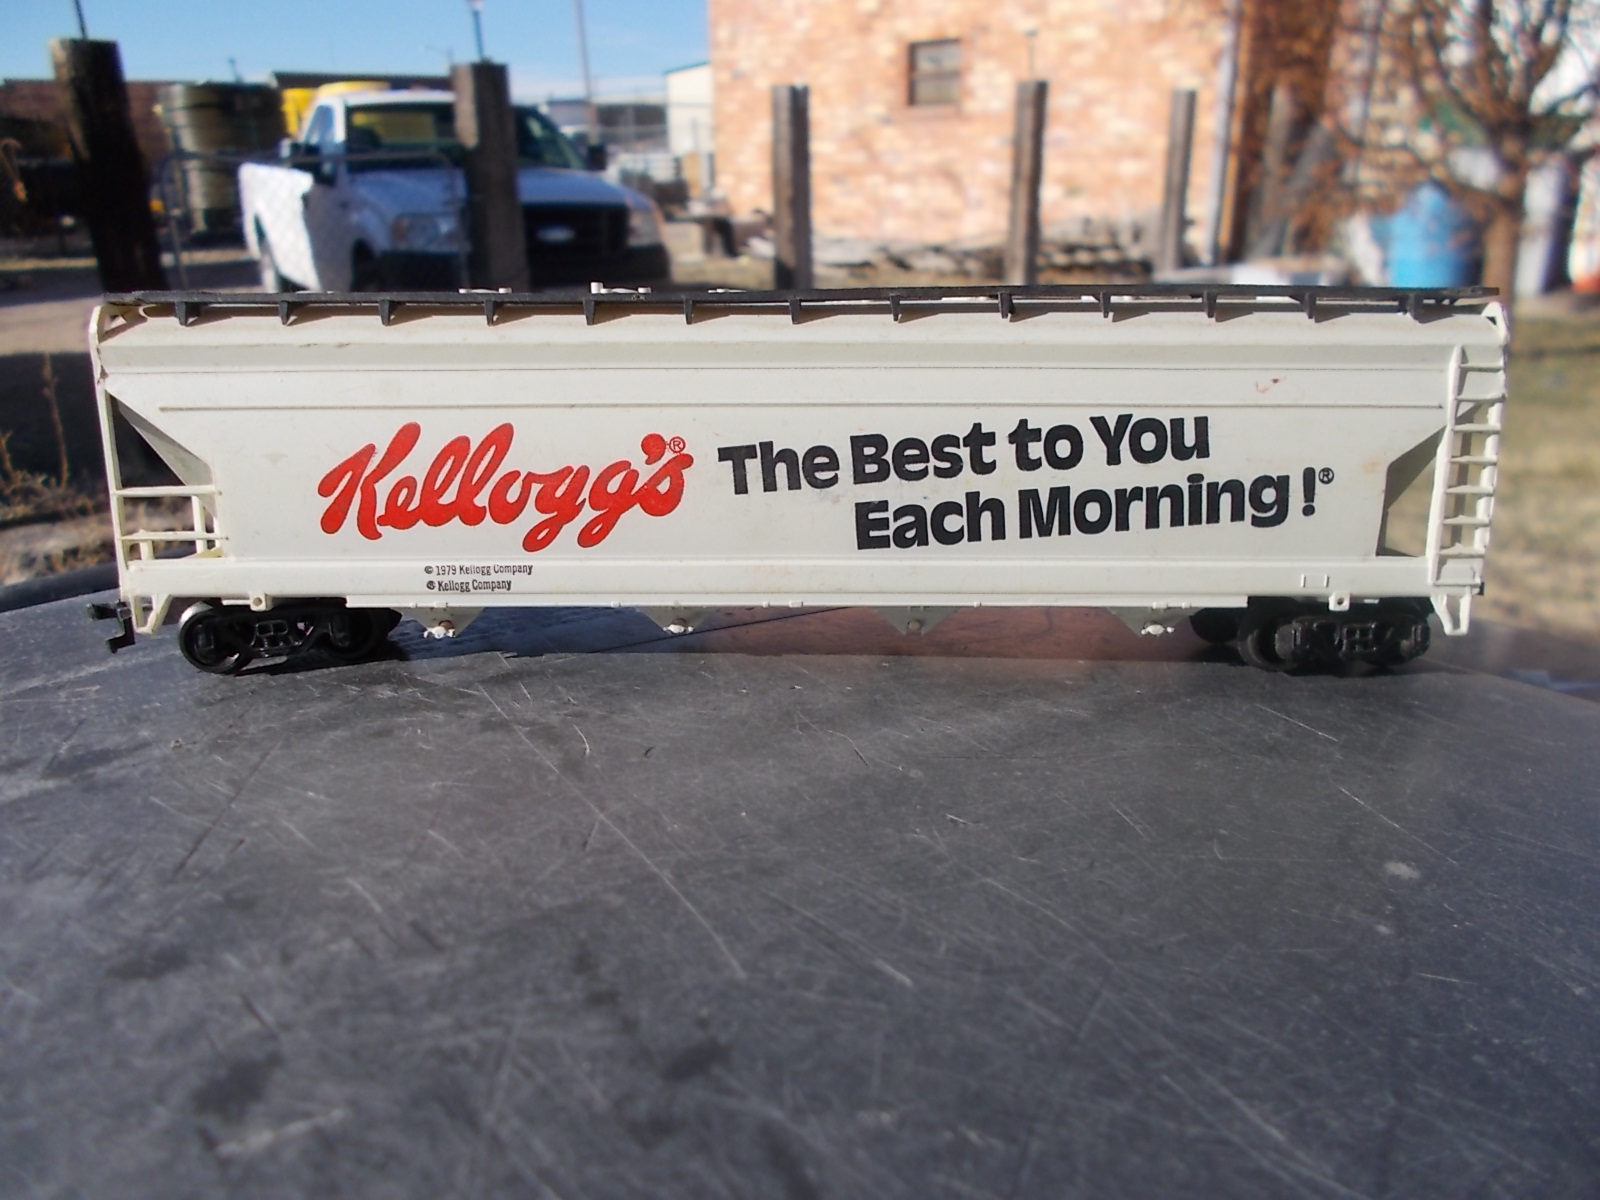 Kellogg's®
The Best to You
Each Morning!®
© 1979 Kellogg Company
® Kellogg Company